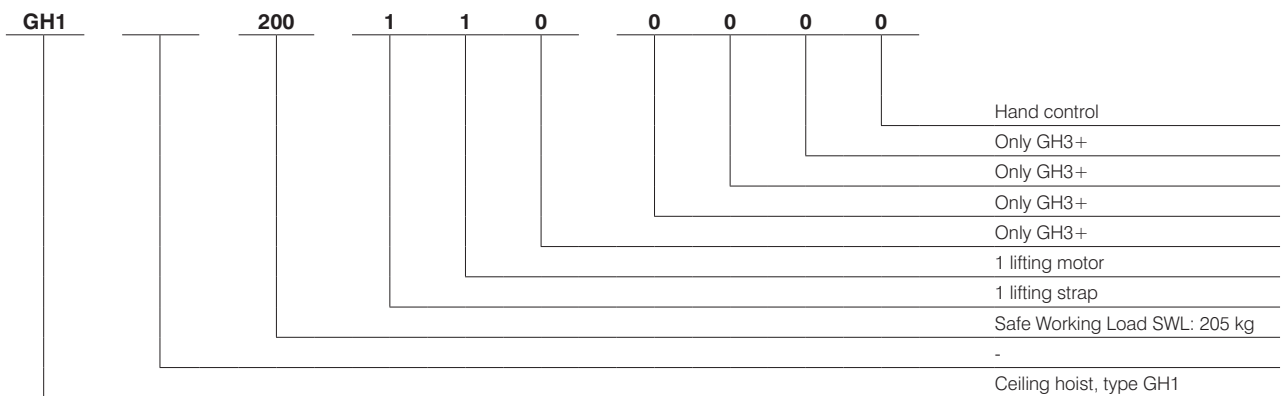 GH1 200 1 1 0 0 0 0 0
Hand control
Only GH3+
Only GH3+
Only GH3+
Only GH3+
1 lifting motor
1 lifting strap
Safe Working Load SWL: 205 kg
-
Ceiling hoist, type GH1